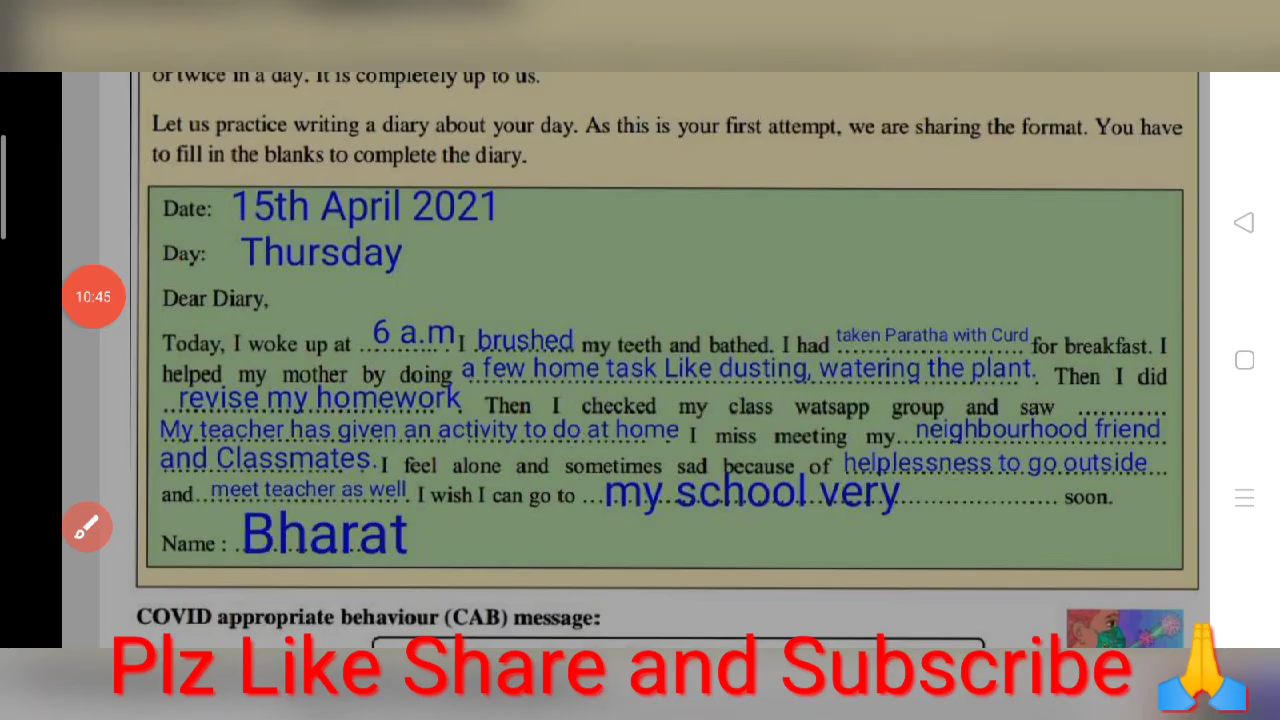 or twice in a day. It is completely up to us.
Let us practice writing a diary about your day. As this is your first attempt, we are sharing the format. You have
to fill in the blanks to complete the diary.
Date: 15th April 2021
Day: Thursday
Dear Diary,
Today, I woke up at 6 a.m I brushed my teeth and bathed. I had taken Paratha with Curd for breakfast. I
helped my mother by doing a few home task Like dusting, watering the plant. Then I did
revise my homework Then I checked my class watsapp group and saw ............
My teacher has given an activity to do at home I miss meeting my...neighbourhood friend
and Classmates. I feel alone and sometimes sad because of helplessness to go outside...
and..meet teacher as well I wish I can go to ...my school very............................ soon.
Name : Bharat
COVID appropriate behaviour (CAB) message:
10:45
Plz Like Share and Subscribe 🙏